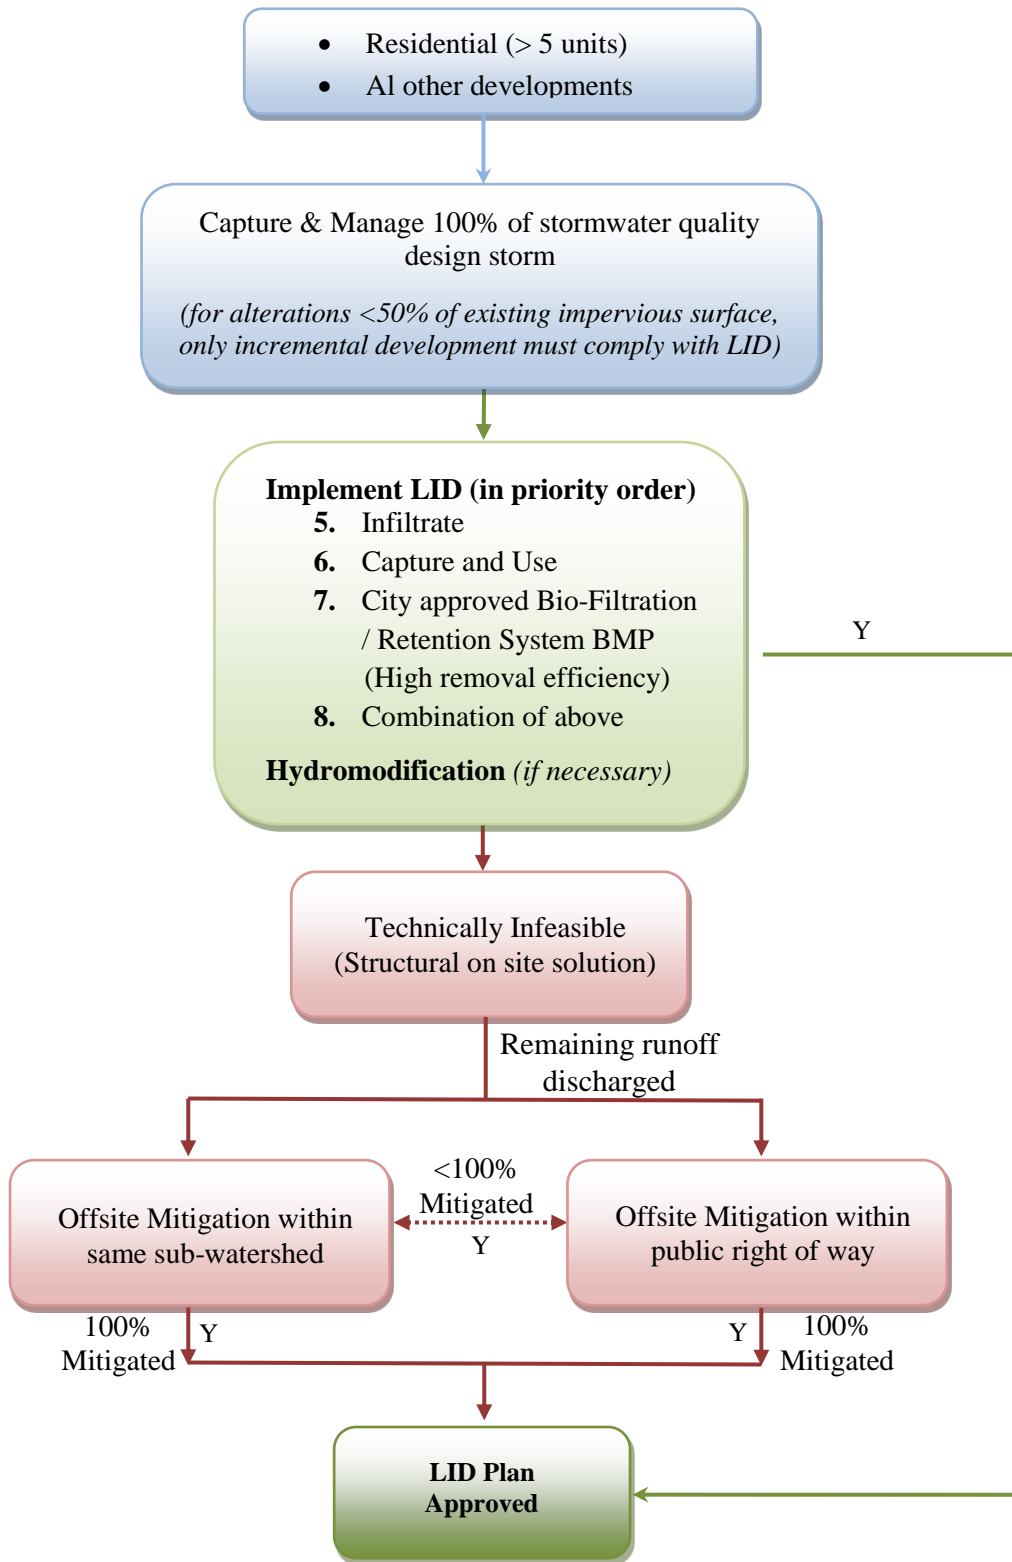 • Residential (> 5 units)
• Al other developments
Capture & Manage 100% of stormwater quality
design storm
(for alterations <50% of existing impervious surface,
only incremental development must comply with LID)
Implement LID (in priority order)
5. Infiltrate
6. Capture and Use
7. City approved Bio-Filtration
/ Retention System BMP
(High removal efficiency)
8. Combination of above
Hydromodification (if necessary)
Y
Technically Infeasible
(Structural on site solution)
Remaining runoff
discharged
Offsite Mitigation within
same sub-watershed
<100%
Mitigated
Y
Offsite Mitigation within
public right of way
100%
Mitigated
Y
Y
100%
Mitigated
LID Plan
Approved